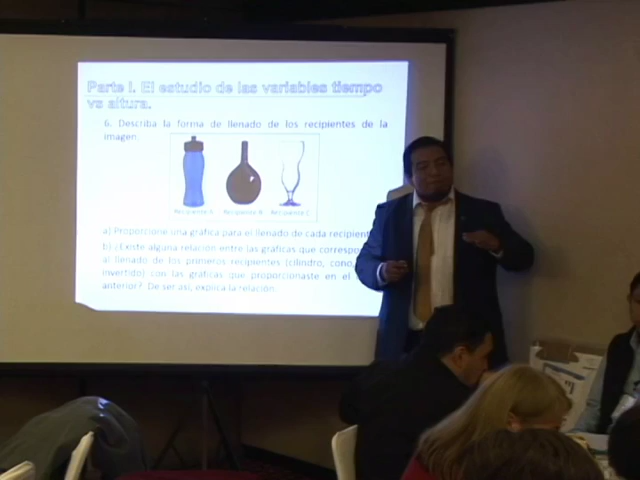 Parte I. El estudio de las variables tiempo
vs altura.
6. Describa la forma de llenado de los recipientes de la
imagen.
Recipiente A Recipiente B Recipiente C
a) Proporcione una gráfica para el llenado de cada recipient
b) ¿Existe alguna relación entre las gráficas que correspon
al llenado de los primeros recipientes (cilindro, cono,
invertido) con las gráficas que proporcionaste en el
anterior? De ser así, explica la relación.